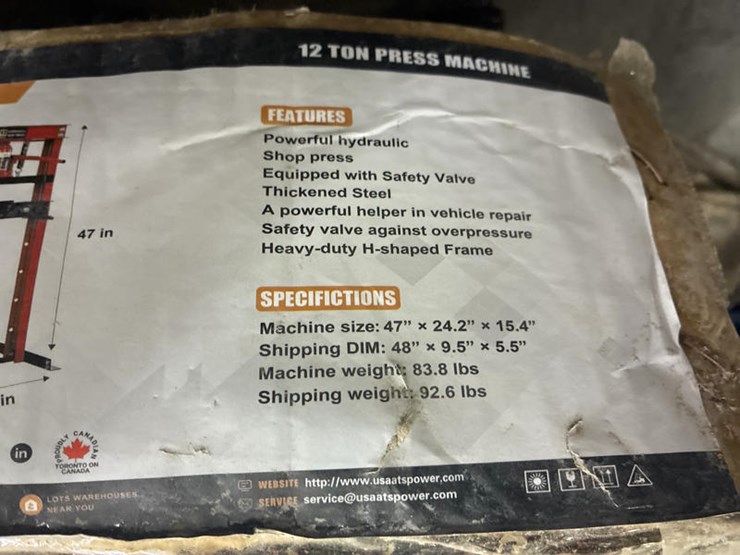 12 TON PRESS MACHINE
FEATURES
Powerful hydraulic
Shop press
Equipped with Safety Valve
Thickened Steel
A powerful helper in vehicle repair
Safety valve against overpressure
Heavy-duty H-shaped Frame
47 in
SPECIFICTIONS
Machine size: 47” × 24.2” × 15.4”
Shipping DIM: 48” × 9.5” × 5.5”
Machine weight: 83.8 lbs
Shipping weight: 92.6 lbs
in
in
PROUDLY CANADIAN
TORONTO ON
CANADA
LOTS WAREHOUSES
NEAR YOU
WEBSITE http://www.usaatspower.com
SERVICE service@usaatspower.com